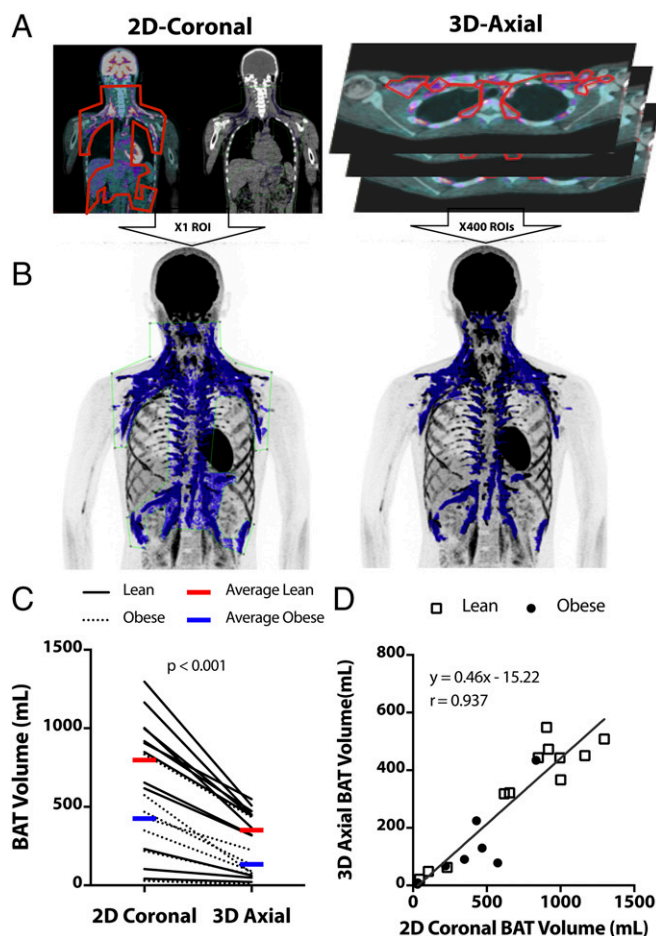 A
2D-Coronal
3D-Axial
X1 ROI
X400 ROIs
B
C
Lean
Average Lean
Obese
Average Obese
p < 0.001
BAT Volume (mL)
1500
1000
500
0
2D Coronal
3D Axial
D
Lean
Obese
y = 0.46x - 15.22
r = 0.937
3D Axial BAT Volume(mL)
800
600
400
200
0
0
500
1000
1500
2D Coronal BAT Volume (mL)